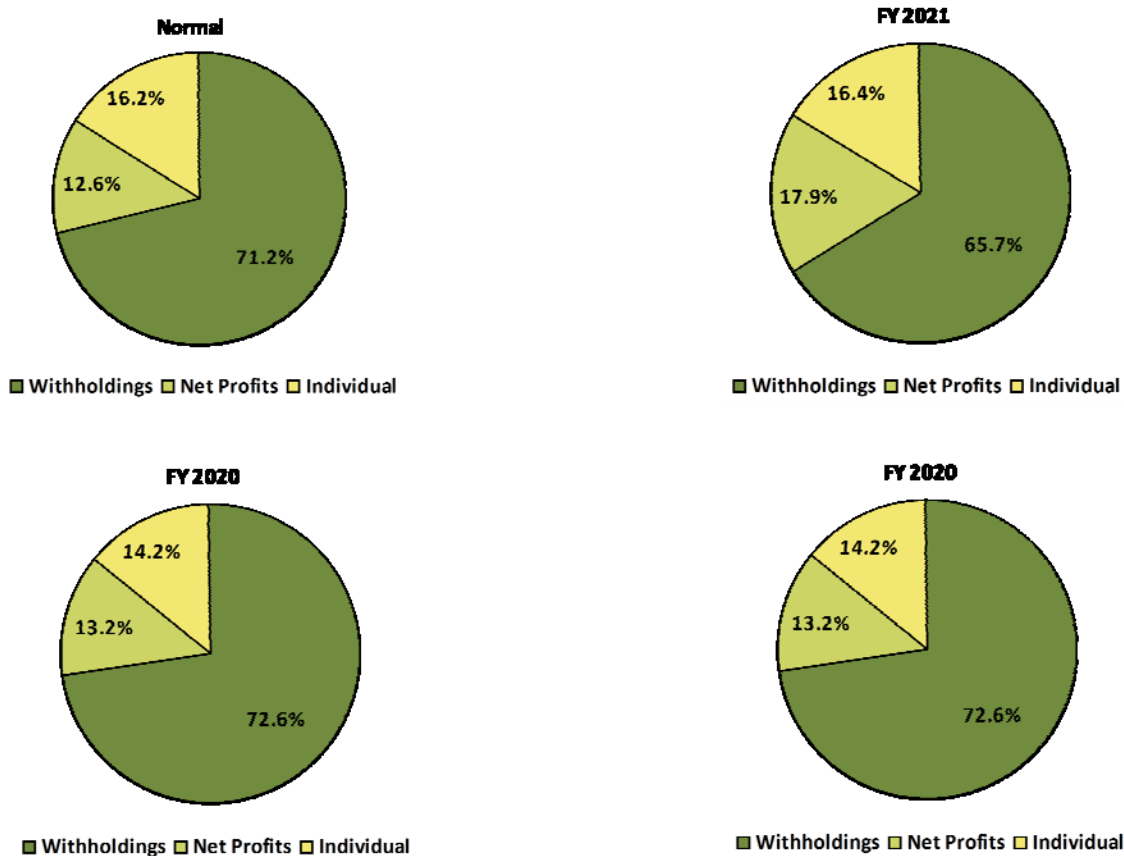 Normal
16.2%
12.6%
71.2%
Withholdings Net Profits Individual
FY 2021
16.4%
17.9%
65.7%
Withholdings Net Profits Individual
FY 2020
14.2%
13.2%
72.6%
Withholdings Net Profits Individual
FY 2020
14.2%
13.2%
72.6%
Withholdings Net Profits Individual